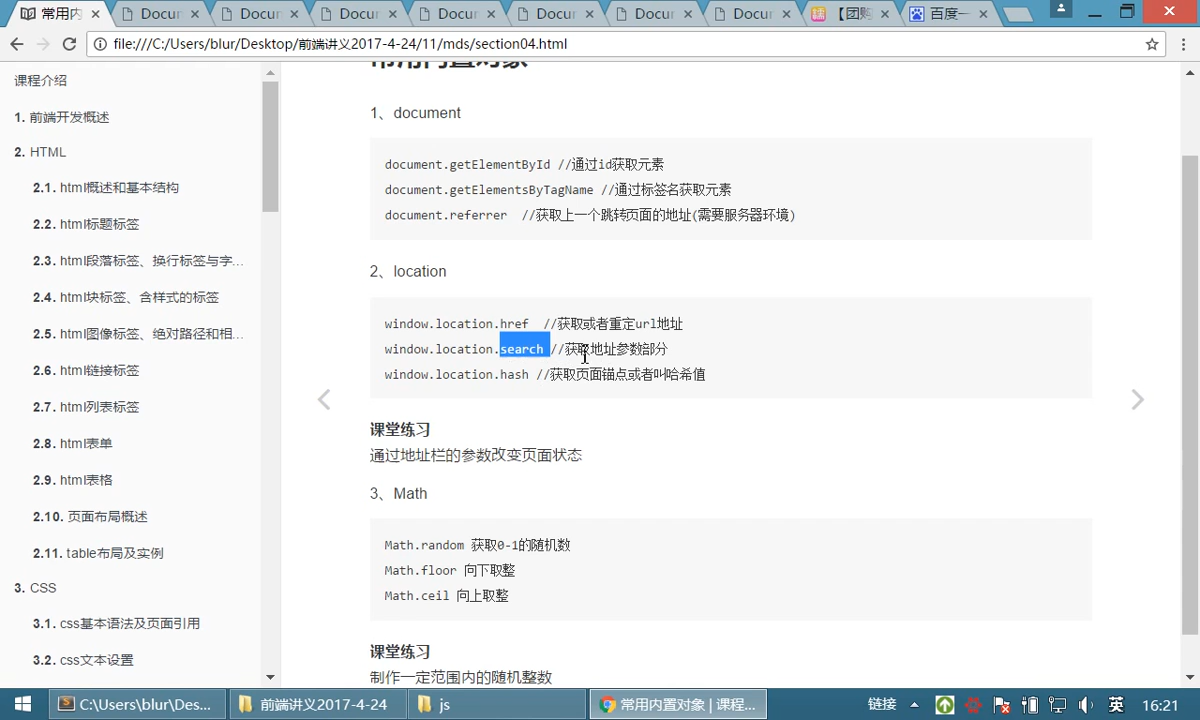 常用内
Docum
Docum
Docum
Docum
Docum
Docum
Docum
【团购
百度一
file:///C:/Users/blur/Desktop/前端讲义2017-4-24/11/mds/section04.html
课程介绍
1. 前端开发概述
2. HTML
2.1. html概述和基本结构
2.2. html标题标签
2.3. html段落标签、换行标签与字...
2.4. html块标签、含样式的标签
2.5. html图像标签、绝对路径和相...
2.6. html链接标签
2.7. html列表标签
2.8. html表单
2.9. html表格
2.10. 页面布局概述
2.11. table布局及实例
3. CSS
3.1. css基本语法及页面引用
3.2. css文本设置
常用内置对象
1、document
document.getElementById //通过id获取元素
document.getElementsByTagName //通过标签名获取元素
document.referrer //获取上一个跳转页面的地址(需要服务器环境)
2、location
window.location.href //获取或者重定url地址
window.location.search //获取地址参数部分
window.location.hash //获取页面锚点或者叫哈希值
课堂练习
通过地址栏的参数改变页面状态
3、Math
Math.random 获取0-1的随机数
Math.floor 向下取整
Math.ceil 向上取整
课堂练习
制作一定范围内的随机整数
C:\Users\blur\Des...
前端讲义2017-4-24
js
常用内置对象 | 课程...
链接
英
16:21